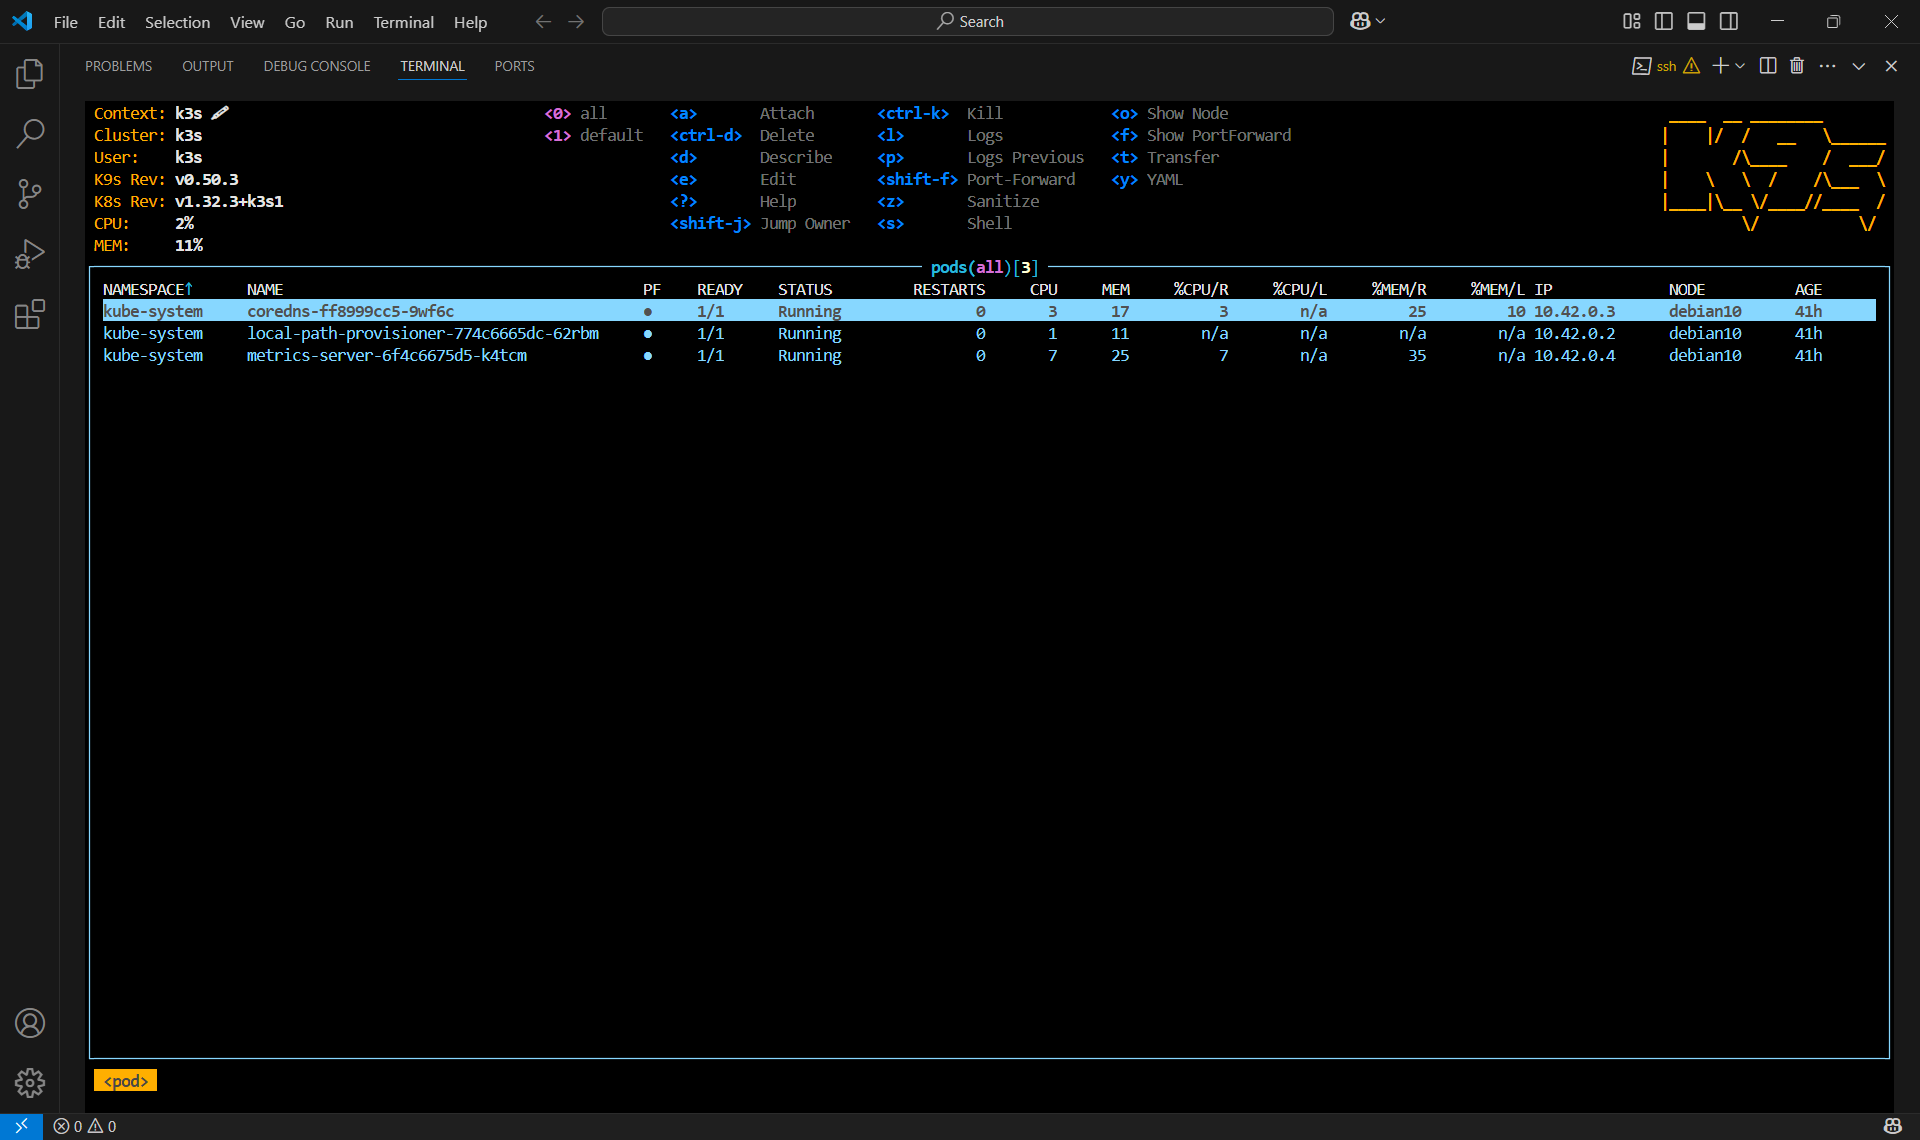 File Edit Selection View Go Run Terminal Help Search
PROBLEMS OUTPUT DEBUG CONSOLE TERMINAL PORTS ssh
Context: k3s <0> all <a> Attach <ctrl-k> Kill <o> Show Node
Cluster: k3s <1> default <ctrl-d> Delete <l> Logs <f> Show PortForward
User: k3s <d> Describe <p> Logs Previous <t> Transfer
K9s Rev: v0.50.3 <e> Edit <shift-f> Port-Forward <y> YAML
K8s Rev: v1.32.3+k3s1 <?> Help <z> Sanitize
CPU: 2% <shift-j> Jump Owner <s> Shell
MEM: 11%
pods(all)[3]
NAMESPACE↑ NAME PF READY STATUS RESTARTS CPU MEM %CPU/R %CPU/L %MEM/R %MEM/L IP NODE AGE
kube-system coredns-ff8999cc5-9wf6c ● 1/1 Running 0 3 17 3 n/a 25 10 10.42.0.3 debian10 41h
kube-system local-path-provisioner-774c6665dc-62rbm ● 1/1 Running 0 1 11 n/a n/a n/a n/a 10.42.0.2 debian10 41h
kube-system metrics-server-6f4c6675d5-k4tcm ● 1/1 Running 0 7 25 7 n/a 35 n/a 10.42.0.4 debian10 41h
<pod>
0 0